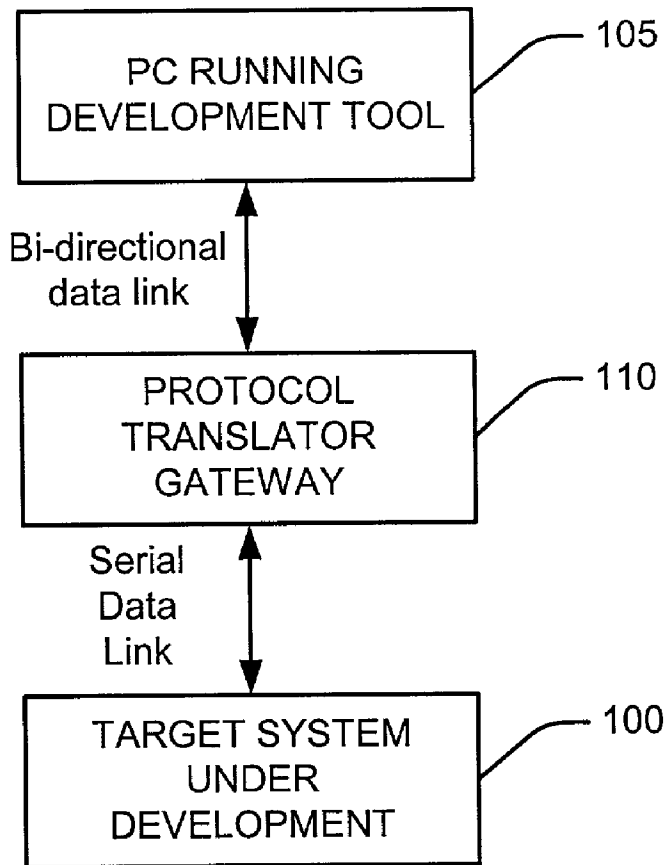 PC RUNNING
DEVELOPMENT TOOL
105
Bi-directional
data link
PROTOCOL
TRANSLATOR
GATEWAY
110
Serial
Data
Link
TARGET SYSTEM
UNDER
DEVELOPMENT
100